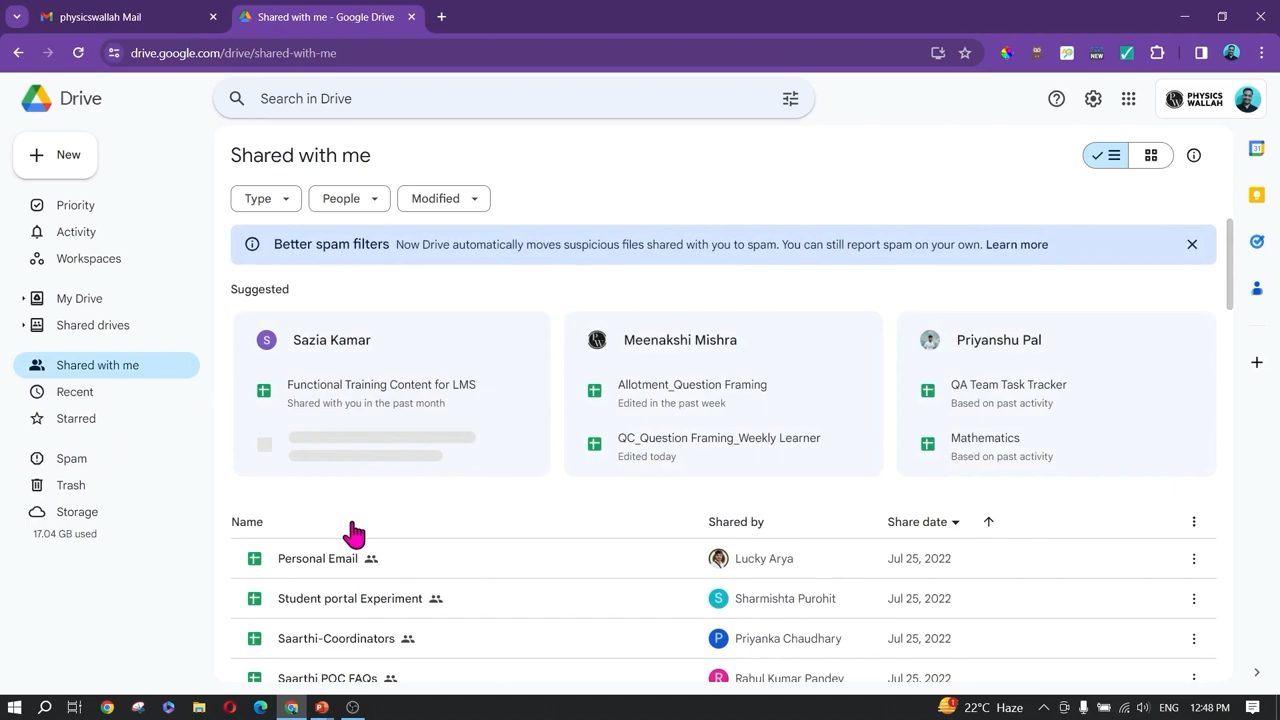 physicswallah Mail
Shared with me - Google Drive
drive.google.com/drive/shared-with-me
NEW
Drive
Search in Drive
PHYSICS
WALLAH
New
Shared with me
Priority
Type
People
Modified
Activity
Workspaces
Better spam filters Now Drive automatically moves suspicious files shared with you to spam. You can still report spam on your own. Learn more
Suggested
My Drive
Shared drives
S Sazia Kamar
Meenakshi Mishra
Priyanshu Pal
Shared with me
Functional Training Content for LMS
Shared with you in the past month
Allotment_Question Framing
Edited in the past week
QA Team Task Tracker
Based on past activity
Recent
Starred
QC_Question Framing_Weekly Learner
Edited today
Mathematics
Based on past activity
Spam
Trash
Storage
17.04 GB used
Name Shared by Share date
Personal Email Lucky Arya Jul 25, 2022
Student portal Experiment S Sharmishta Purohit Jul 25, 2022
Saarthi-Coordinators P Priyanka Chaudhary Jul 25, 2022
Saarthi POC FAQs R Rahul Kumar Pandey Jul 25, 2022
31
22°C Haze ENG 12:48 PM